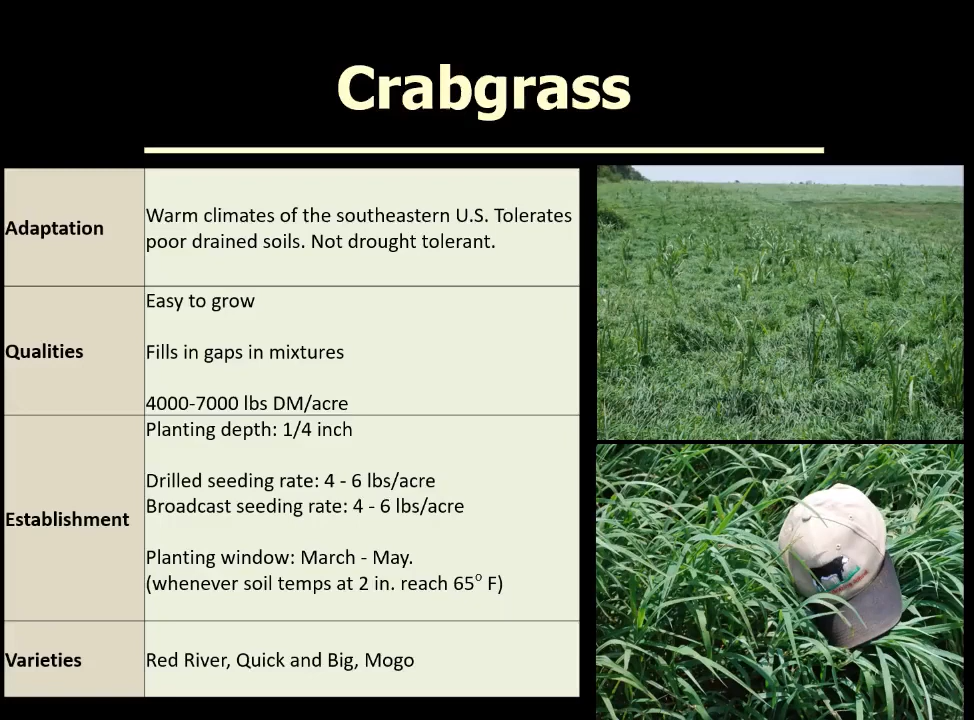 Crabgrass
Adaptation
Warm climates of the southeastern U.S. Tolerates
poor drained soils. Not drought tolerant.
Qualities
Easy to grow
Fills in gaps in mixtures
4000-7000 lbs DM/acre
Establishment
Planting depth: 1/4 inch
Drilled seeding rate: 4 - 6 lbs/acre
Broadcast seeding rate: 4 - 6 lbs/acre
Planting window: March - May.
(whenever soil temps at 2 in. reach 65° F)
Varieties
Red River, Quick and Big, Mogo